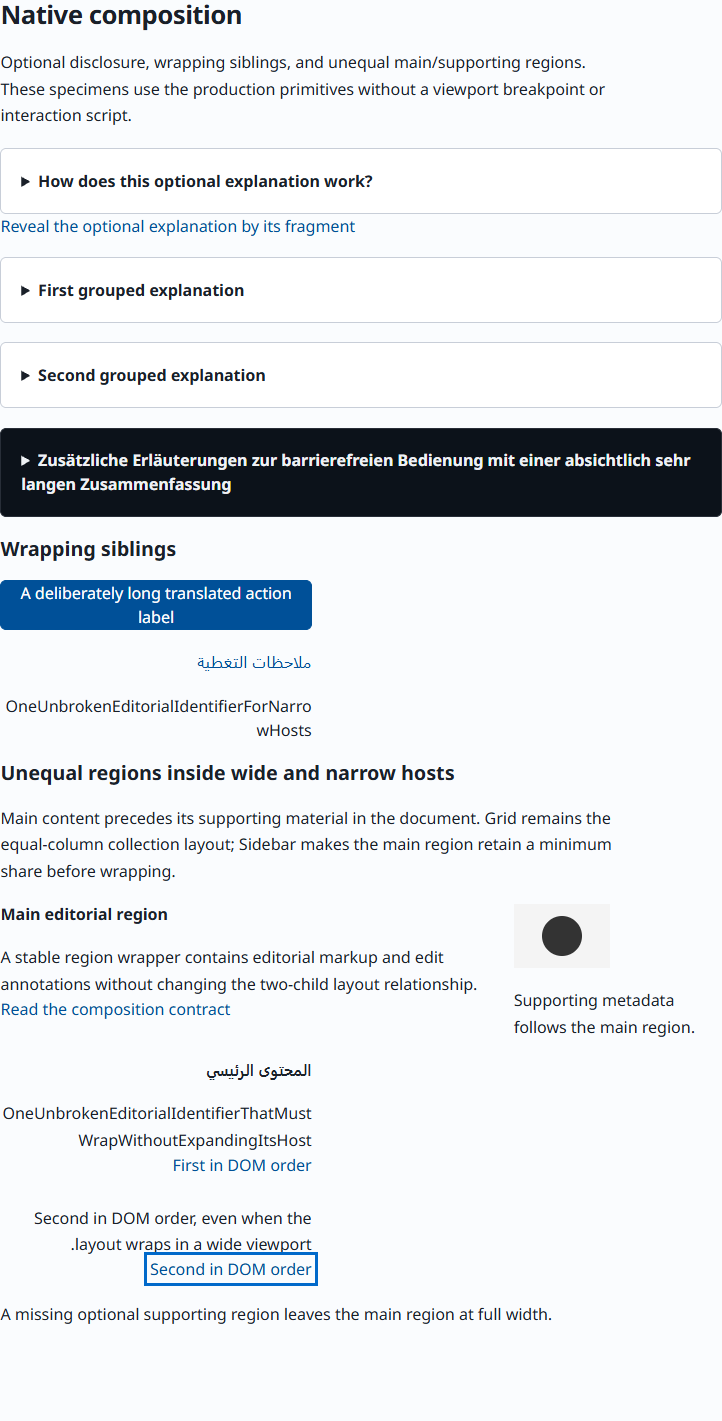 Native composition
Optional disclosure, wrapping siblings, and unequal main/supporting regions.
These specimens use the production primitives without a viewport breakpoint or
interaction script.
How does this optional explanation work?
Reveal the optional explanation by its fragment
First grouped explanation
Second grouped explanation
Zusätzliche Erläuterungen zur barrierefreien Bedienung mit einer absichtlich sehr
langen Zusammenfassung
Wrapping siblings
A deliberately long translated action
label
ملاحظات التغطية
OneUnbrokenEditorialIdentifierForNarro
wHosts
Unequal regions inside wide and narrow hosts
Main content precedes its supporting material in the document. Grid remains the
equal-column collection layout; Sidebar makes the main region retain a minimum
share before wrapping.
Main editorial region
A stable region wrapper contains editorial markup and edit
annotations without changing the two-child layout relationship.
Read the composition contract
Supporting metadata
follows the main region.
المحتوى الرئيسي
OneUnbrokenEditorialIdentifierThatMust
WrapWithoutExpandingItsHost
First in DOM order
Second in DOM order, even when the
.layout wraps in a wide viewport
Second in DOM order
A missing optional supporting region leaves the main region at full width.